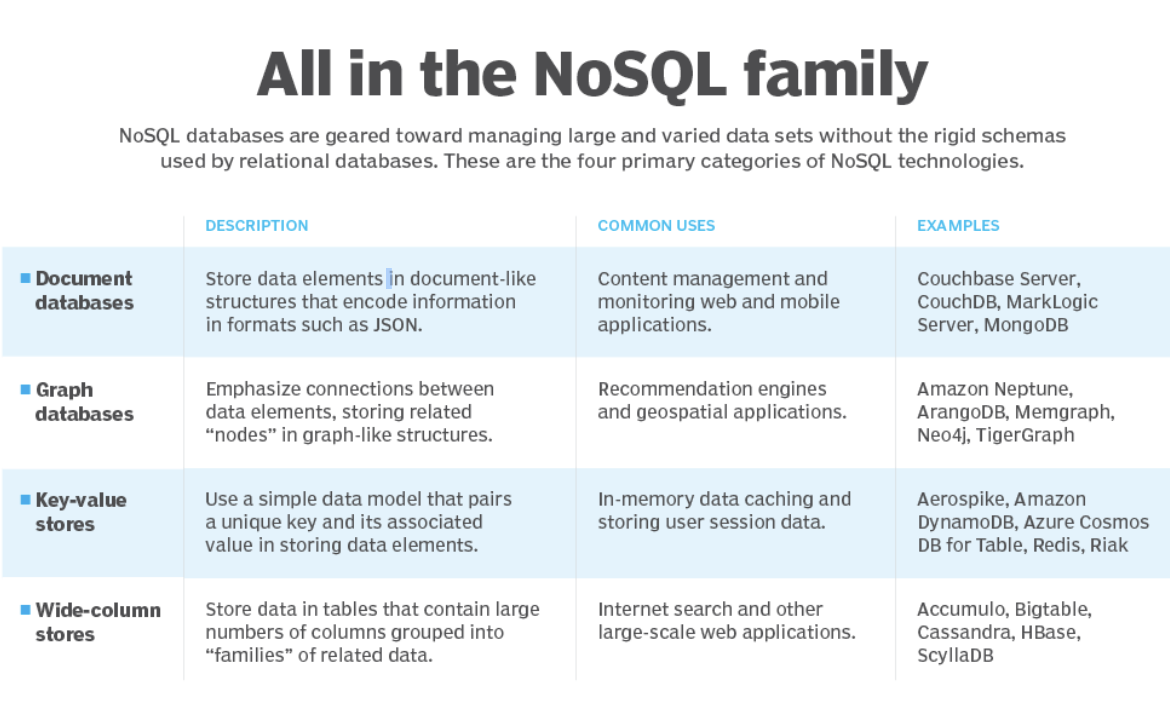 All in the NoSQL family
NoSQL databases are geared toward managing large and varied data sets without the rigid schemas
used by relational databases. These are the four primary categories of NoSQL technologies.
DESCRIPTION COMMON USES EXAMPLES
Document databases
Store data elements in document-like
structures that encode information
in formats such as JSON.
Content management and
monitoring web and mobile
applications.
Couchbase Server,
CouchDB, MarkLogic
Server, MongoDB
Graph
databases
Emphasize connections between
data elements, storing related
“nodes” in graph-like structures.
Recommendation engines
and geospatial applications.
Amazon Neptune,
ArangoDB, Memgraph,
Neo4j, TigerGraph
Key-value
stores
Use a simple data model that pairs
a unique key and its associated
value in storing data elements.
In-memory data caching and
storing user session data.
Aerospike, Amazon
DynamoDB, Azure Cosmos
DB for Table, Redis, Riak
Wide-column
stores
Store data in tables that contain large
numbers of columns grouped into
“families” of related data.
Internet search and other
large-scale web applications.
Accumulo, Bigtable,
Cassandra, HBase,
ScyllaDB